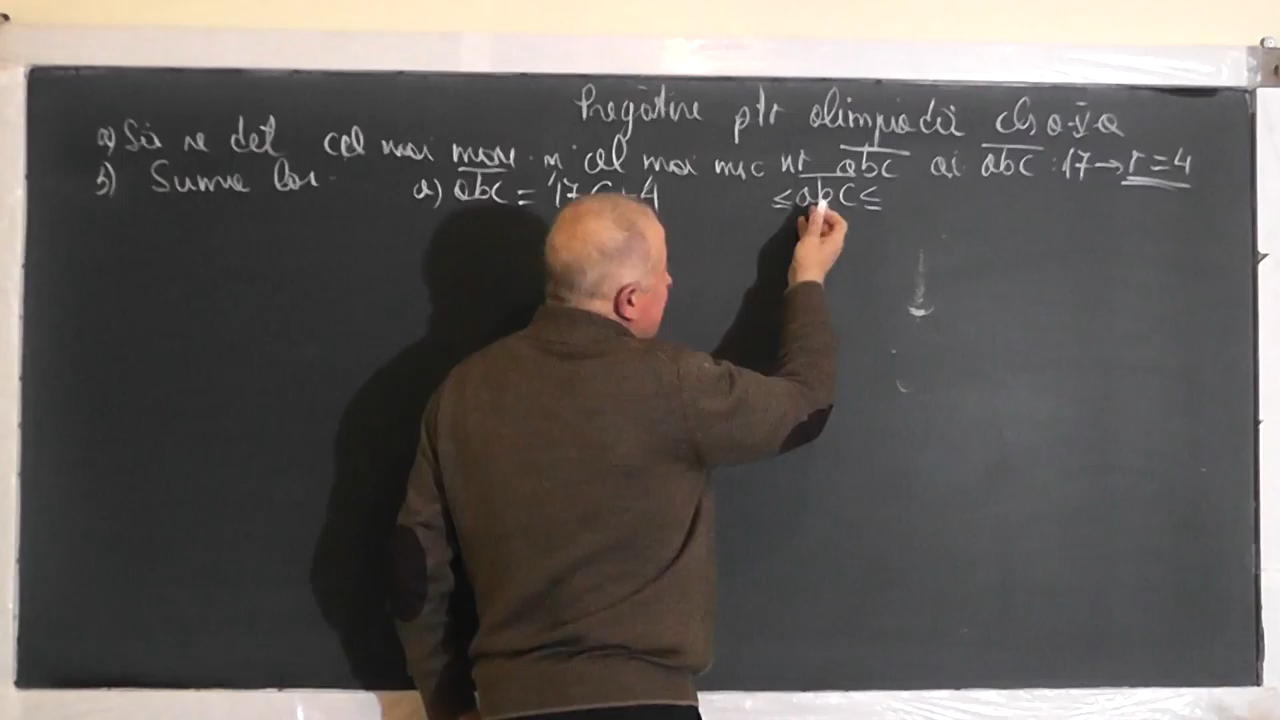 Pregătire ptr olimpiadă cls a-V-a
a) Să se det cel mai mare și cel mai mic nr abc ai abc : 17 → r = 4
b) Suma lor. a) abc = 17 C + 4 ≤ abc ≤